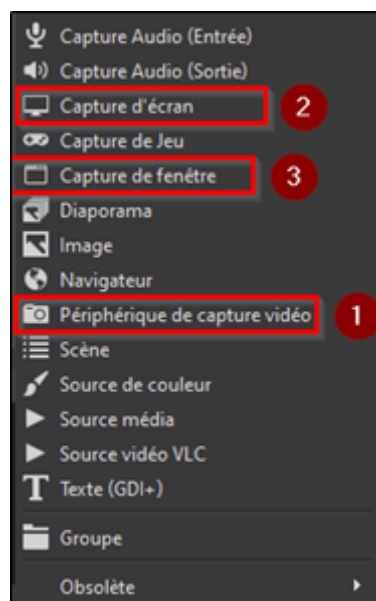 Capture Audio (Entrée)
Capture Audio (Sortie)
Capture d'écran 2
Capture de Jeu
Capture de fenêtre 3
Diaporama
Image
Navigateur
Périphérique de capture vidéo 1
Scène
Source de couleur
Source média
Source vidéo VLC
T Texte (GDI+)
Groupe
Obsolète